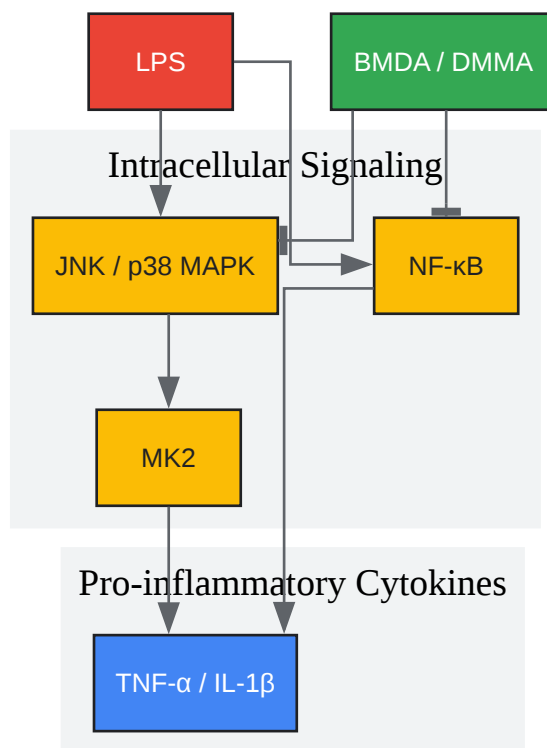 LPS
BMDA / DMMA
Intracellular Signaling
JNK / p38 MAPK
NF-κB
MK2
Pro-inflammatory Cytokines
TNF-α / IL-1β